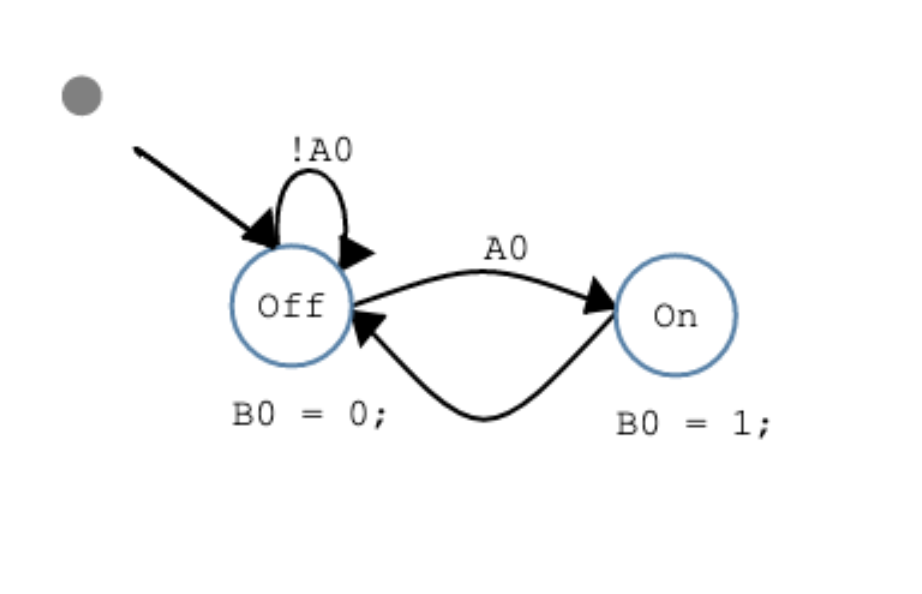 !A0
A0
Off
On
B0 = 0;
B0 = 1;